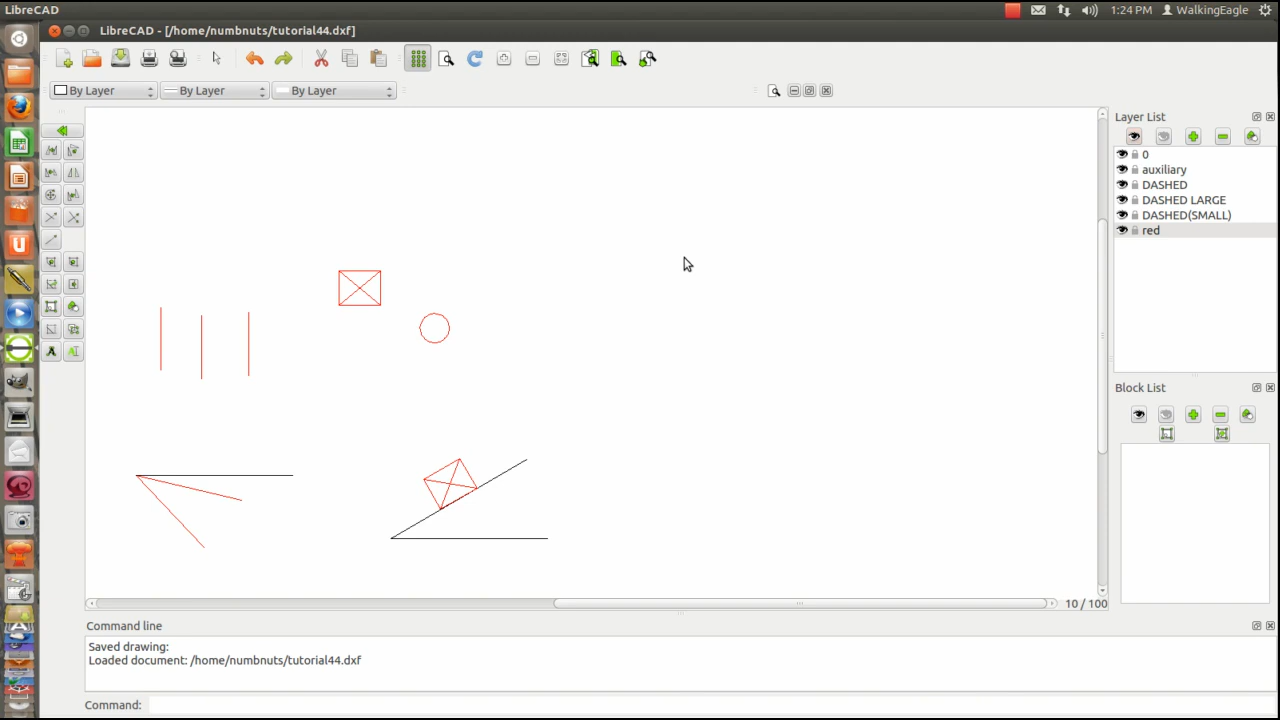 LibreCAD
1:24 PM WalkingEagle
LibreCAD - [/home/numbnuts/tutorial44.dxf]
By Layer By Layer By Layer
Layer List
0
auxiliary
DASHED
DASHED LARGE
DASHED(SMALL)
red
Block List
10 / 100
Command line
Saved drawing:
Loaded document: /home/numbnuts/tutorial44.dxf
Command: